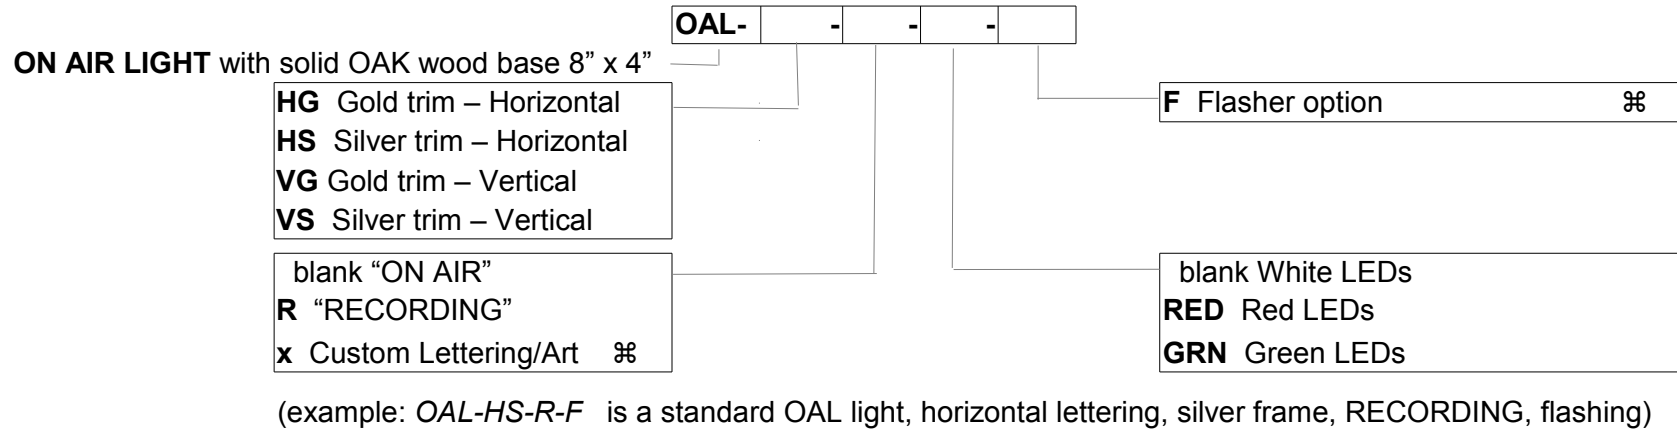 OAL- - - -
ON AIR LIGHT with solid OAK wood base 8” x 4”
HG Gold trim – Horizontal
HS Silver trim – Horizontal
VG Gold trim – Vertical
VS Silver trim – Vertical
F Flasher option ⌘
blank “ON AIR”
R “RECORDING”
x Custom Lettering/Art ⌘
blank White LEDs
RED Red LEDs
GRN Green LEDs
(example: OAL-HS-R-F is a standard OAL light, horizontal lettering, silver frame, RECORDING, flashing)